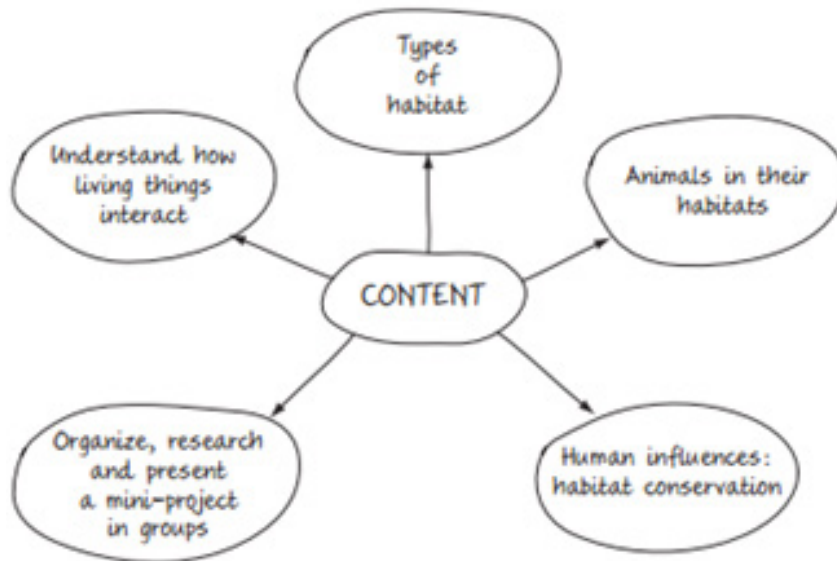 Types
of
habitat
Understand how
living things
interact
Animals in their
habitats
CONTENT
Organize, research
and present
a mini-project
in groups
Human influences:
habitat conservation